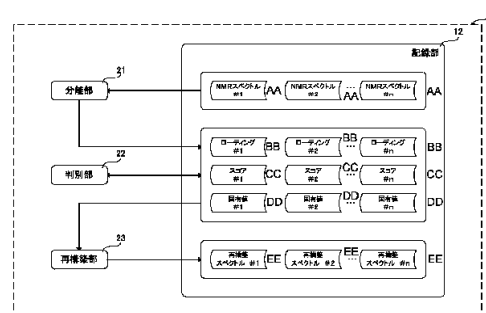 12
記録部
21
分離部
NMRスペクトル #1 AA NMRスペクトル #2 ... AA NMRスペクトル #n AA
ローディング #1 BB ローディング #2 BB ... ローディング #n BB
22
判別部
スコア #1 CC スコア #2 CC ... スコア #n CC
固有値 #1 DD 固有値 #2 DD ... 固有値 #n DD
23
再構築部
再構築スペクトル #1 EE 再構築スペクトル #2 EE ... 再構築スペクトル #n EE